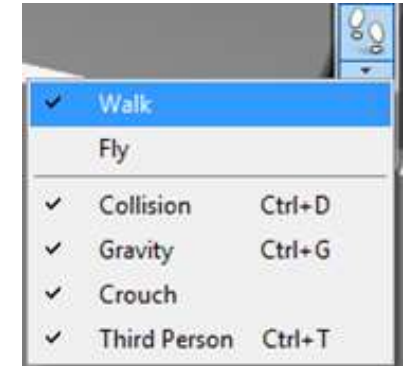 Walk
Fly
Collision Ctrl+D
Gravity Ctrl+G
Crouch
Third Person Ctrl+T